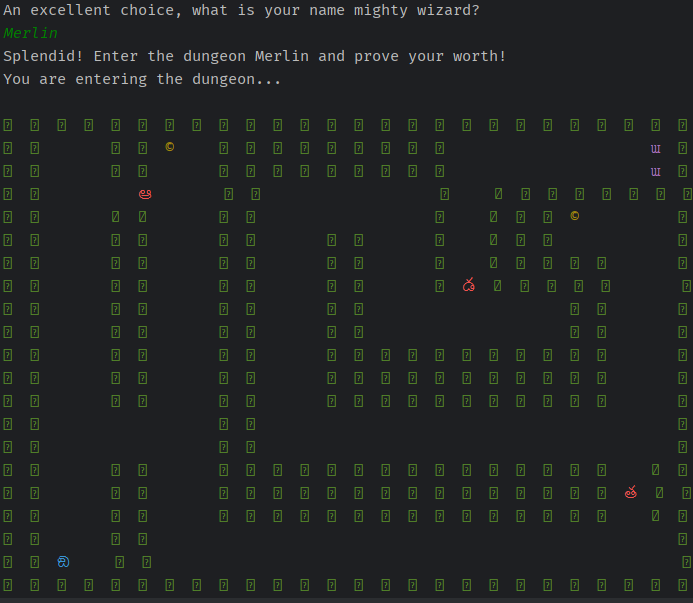 An excellent choice, what is your name mighty wizard?
Merlin
Splendid! Enter the dungeon Merlin and prove your worth!
You are entering the dungeon...